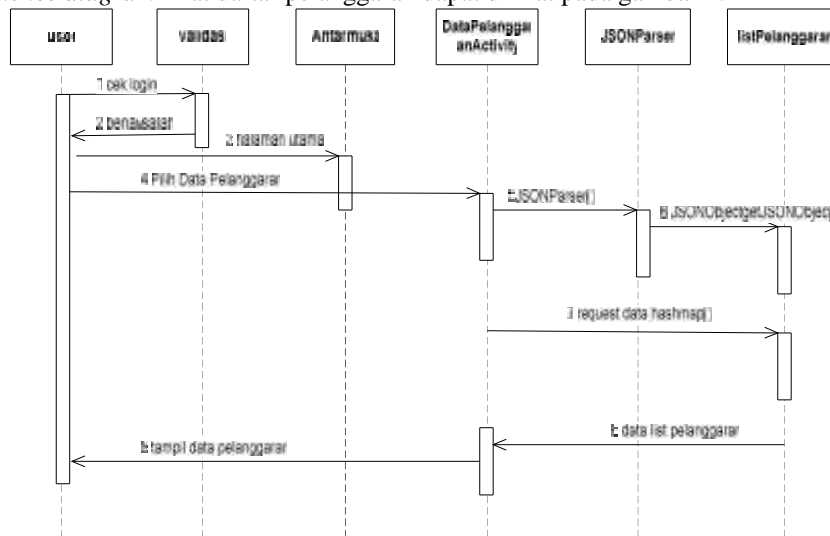 user
validasi
Antarmuka
DataPelanggar
anActivity
JSONParser
listPelanggaran
1 cek login
2 benar/salah
3: halaman utama
4 Pilih Data Pelanggaran
JSONParser()
JSONObjectgetJSONObject
request data hashmap()
data list pelanggaran
tampil data pelanggaran